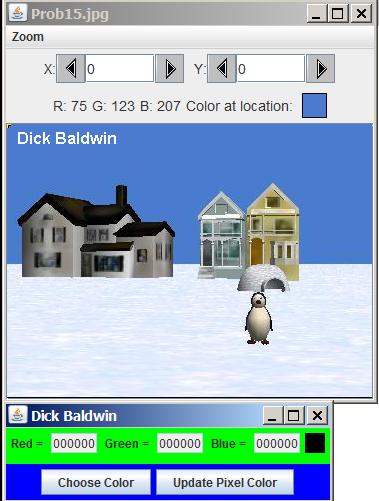 Prob15.jpg
Zoom
X: 0 Y: 0
R: 75 G: 123 B: 207 Color at location:
Dick Baldwin
Dick Baldwin
Red = 000000 Green = 000000 Blue = 000000
Choose Color Update Pixel Color